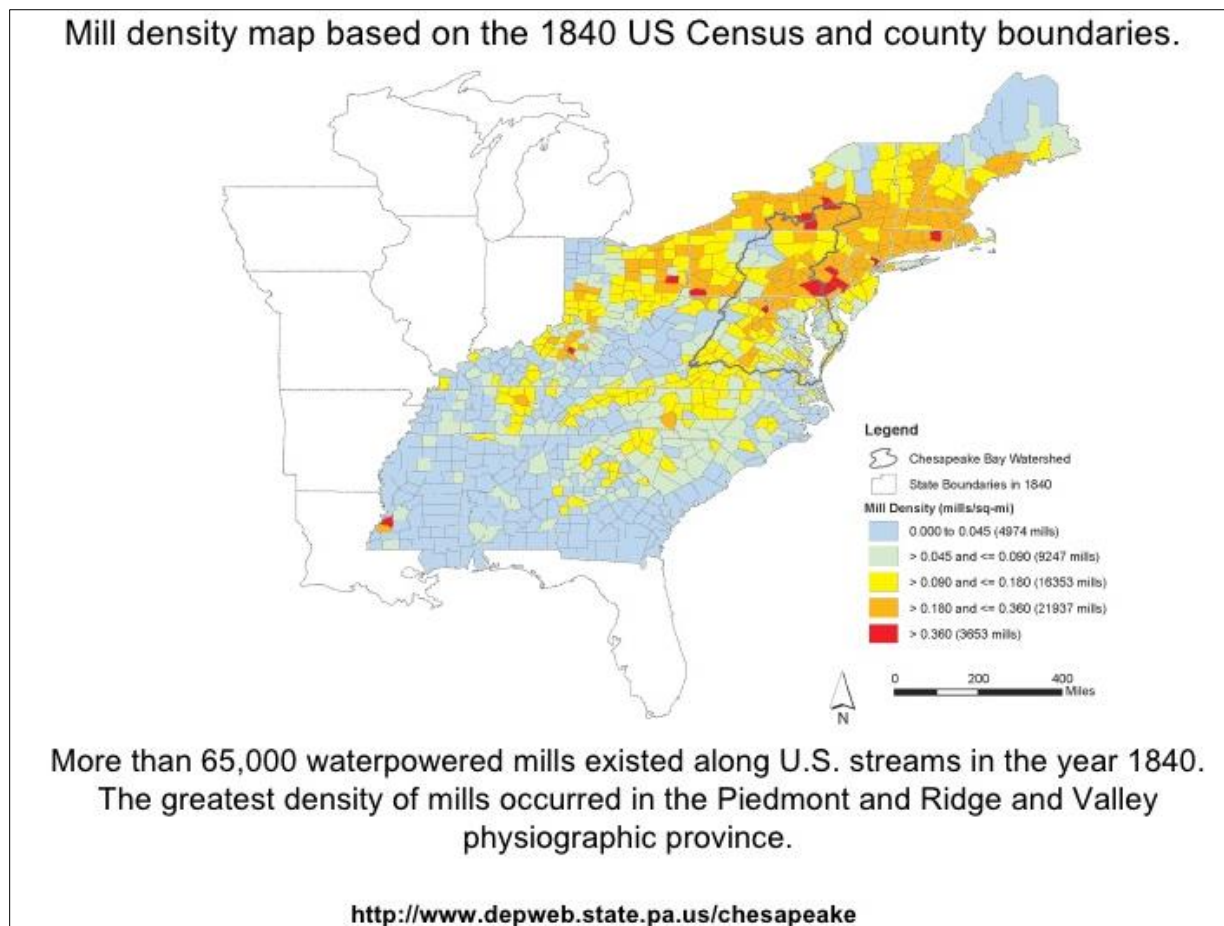 Mill density map based on the 1840 US Census and county boundaries.
Legend
Chesapeake Bay Watershed
State Boundaries in 1840
Mill Density (mills/sq-mi)
0.000 to 0.045 (4974 mills)
> 0.045 and <= 0.090 (9247 mills)
> 0.090 and <= 0.180 (16353 mills)
> 0.180 and <= 0.360 (21937 mills)
> 0.360 (3653 mills)
0 200 400
Miles
N
More than 65,000 waterpowered mills existed along U.S. streams in the year 1840.
The greatest density of mills occurred in the Piedmont and Ridge and Valley
physiographic province.
http://www.depweb.state.pa.us/chesapeake